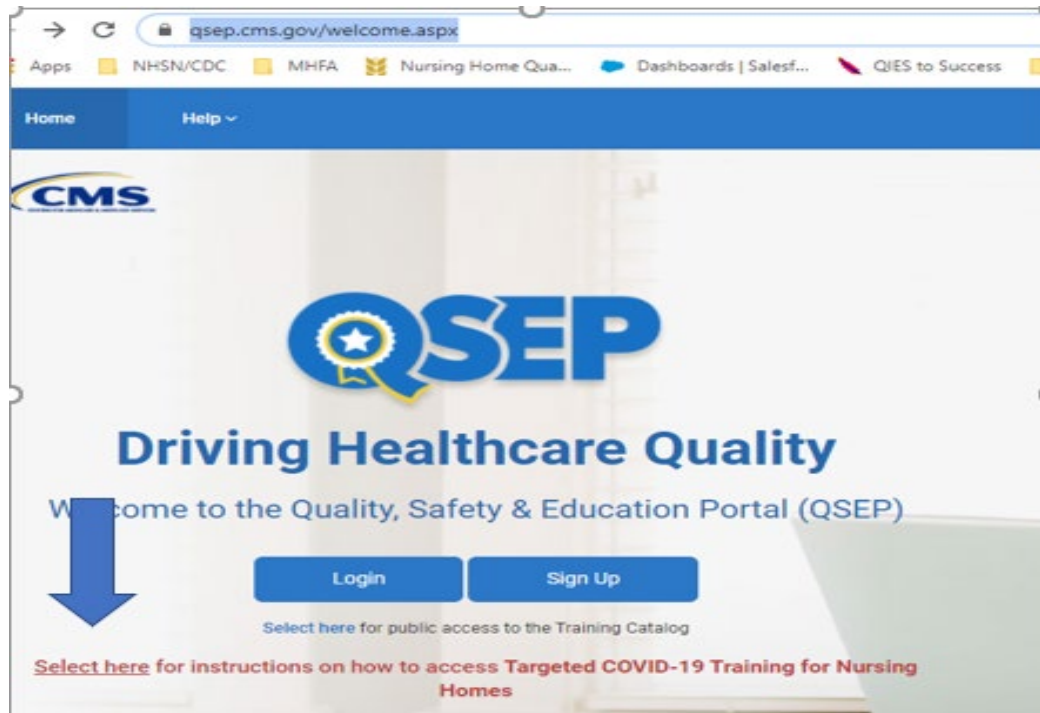 qsep.cms.gov/welcome.aspx
Apps NHSN/CDC MHFA Nursing Home Qua... Dashboards | Salesf... QIES to Success
Home Help
CMS
QSEP
Driving Healthcare Quality
W come to the Quality, Safety & Education Portal (QSEP)
Login Sign Up
Select here for public access to the Training Catalog
Select here for instructions on how to access Targeted COVID-19 Training for Nursing
Homes